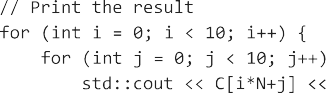 // Print the result
for (int i = 0; i < 10; i++) {
    for (int j = 0; j < 10; j++)
        std::cout << C[i*N+j] <<